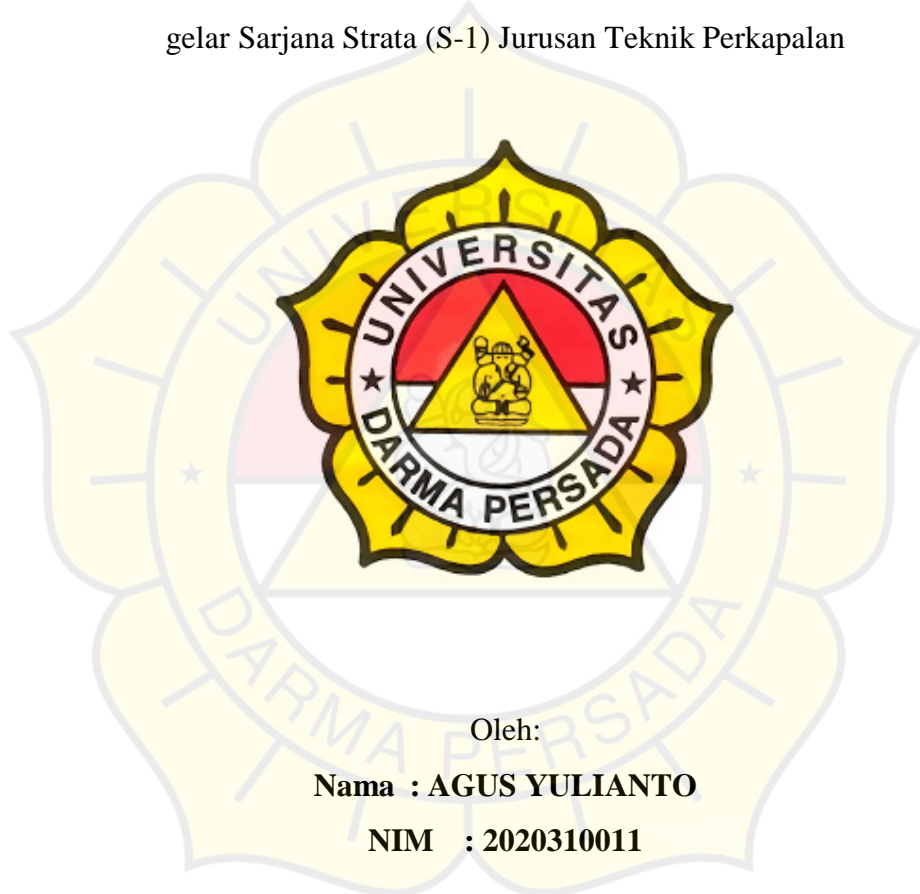 gelar Sarjana Strata (S-1) Jurusan Teknik Perkapalan
UNIVERSITAS
DARMA PERSADA
Oleh:
Nama : AGUS YULIANTO
NIM : 2020310011